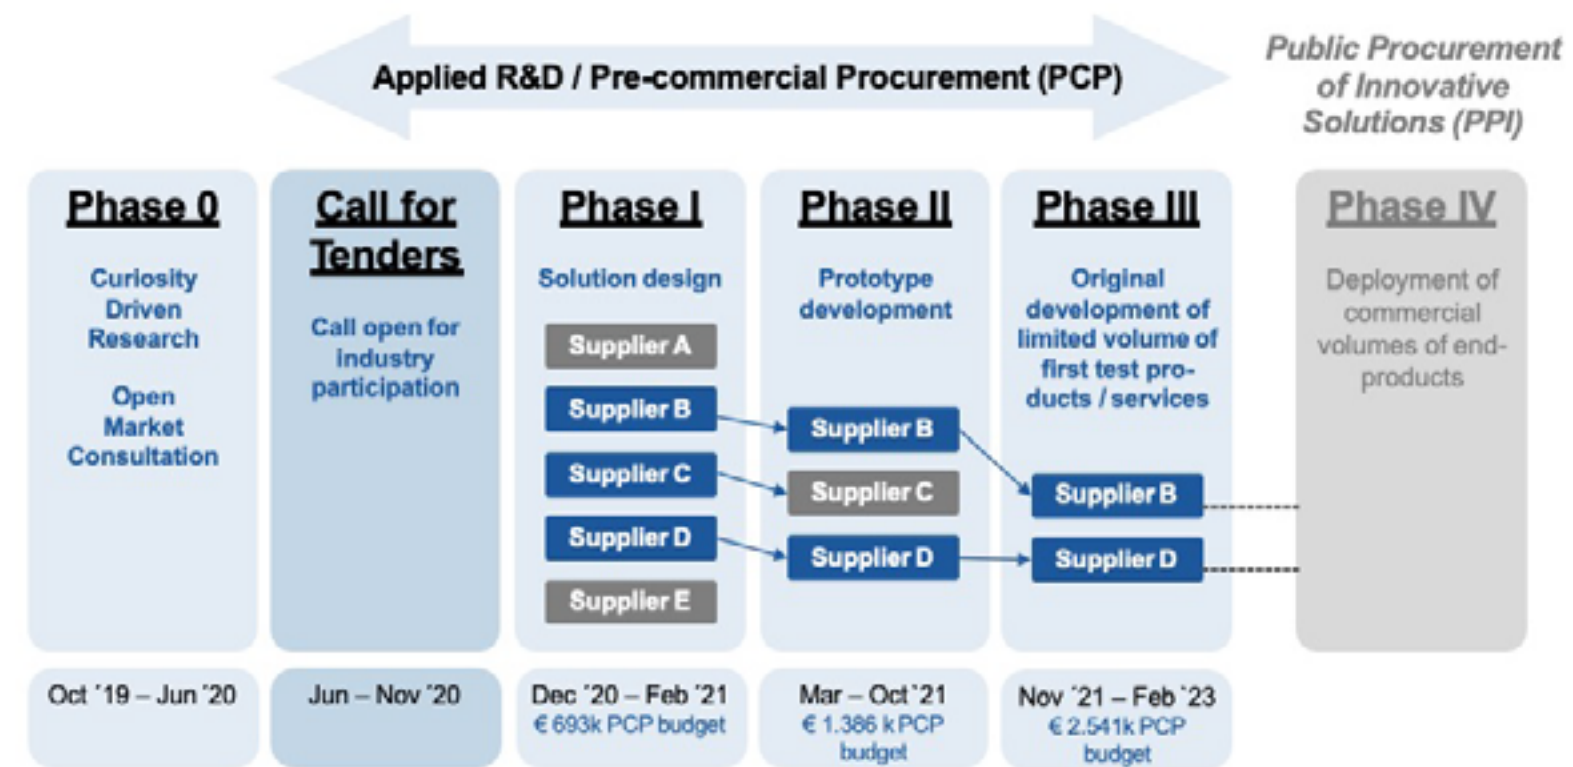 Applied R&D / Pre-commercial Procurement (PCP)
Public Procurement
of Innovative
Solutions (PPI)
Phase 0
Curiosity
Driven
Research
Open
Market
Consultation
Oct ´19 – Jun ´20
Call for
Tenders
Call open for
industry
participation
Jun – Nov ´20
Phase I
Solution design
Supplier A
Supplier B
Supplier C
Supplier D
Supplier E
Dec ´20 – Feb ´21
€ 693k PCP budget
Phase II
Prototype
development
Supplier B
Supplier C
Supplier D
Mar – Oct ´21
€ 1.386 k PCP
budget
Phase III
Original
development of
limited volume of
first test pro-
ducts / services
Supplier B
Supplier D
Nov ´21 – Feb `23
€ 2.541k PCP
budget
Phase IV
Deployment of
commercial
volumes of end-
products